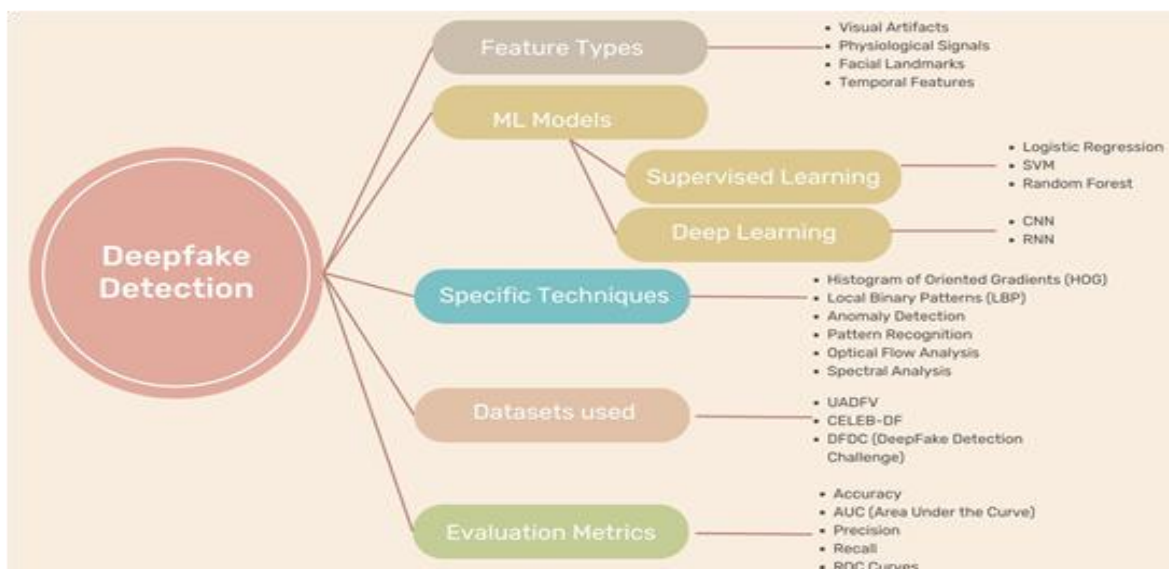 Feature Types
• Visual Artifacts
• Physiological Signals
• Facial Landmarks
• Temporal Features
ML Models
Supervised Learning
• Logistic Regression
• SVM
• Random Forest
Deep Learning
• CNN
• RNN
Deepfake
Detection
Specific Techniques
• Histogram of Oriented Gradients (HOG)
• Local Binary Patterns (LBP)
• Anomaly Detection
• Pattern Recognition
• Optical Flow Analysis
• Spectral Analysis
Datasets used
• UADFV
• CELEB-DF
• DFDC (DeepFake Detection
Challenge)
Evaluation Metrics
• Accuracy
• AUC (Area Under the Curve)
• Precision
• Recall
• ROC Curves